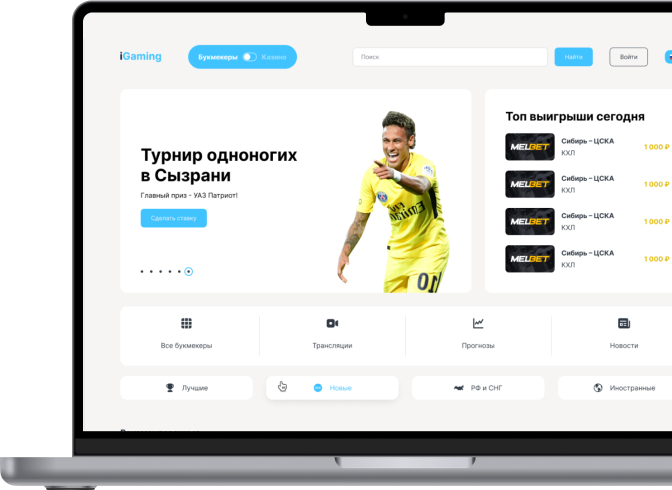 iGaming
Букмекеры Казино
Поиск
Найти
Войти
Турнир одноногих
в Сызрани
Главный приз - УАЗ Патриот!
Сделать ставку
Топ выигрыши сегодня
MELBET
Сибирь – ЦСКА
КХЛ
1 000 ₽
MELBET
Сибирь – ЦСКА
КХЛ
1 000 ₽
MELBET
Сибирь – ЦСКА
КХЛ
1 000 ₽
MELBET
Сибирь – ЦСКА
КХЛ
1 000 ₽
Все букмекеры
Трансляции
Прогнозы
Новости
Лучшие
Новые
РФ и СНГ
Иностранные